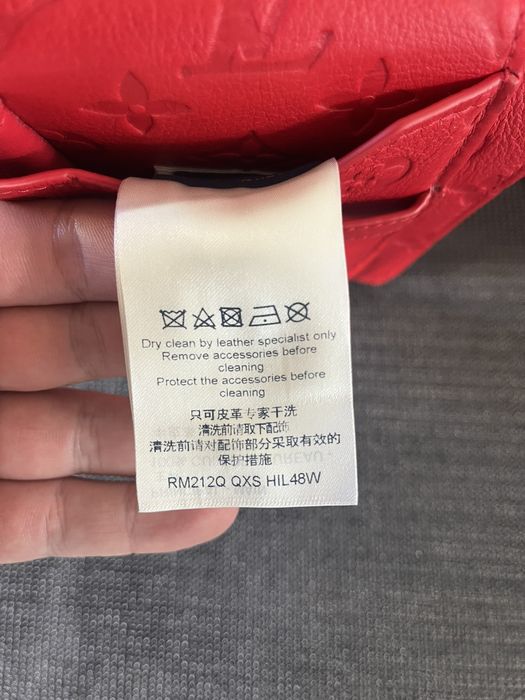 Dry clean by leather specialist only
Remove accessories before
cleaning
Protect the accessories before
cleaning
只可皮革专家干洗
清洗前请取下配饰
清洗前请对配饰部分采取有效的
保护措施
RM212Q QXS HIL48W